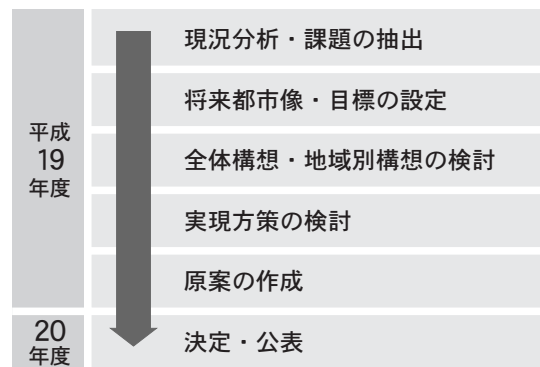 平成
19
年度
現況分析・課題の抽出
将来都市像・目標の設定
全体構想・地域別構想の検討
実現方策の検討
原案の作成
20
年度
決定・公表